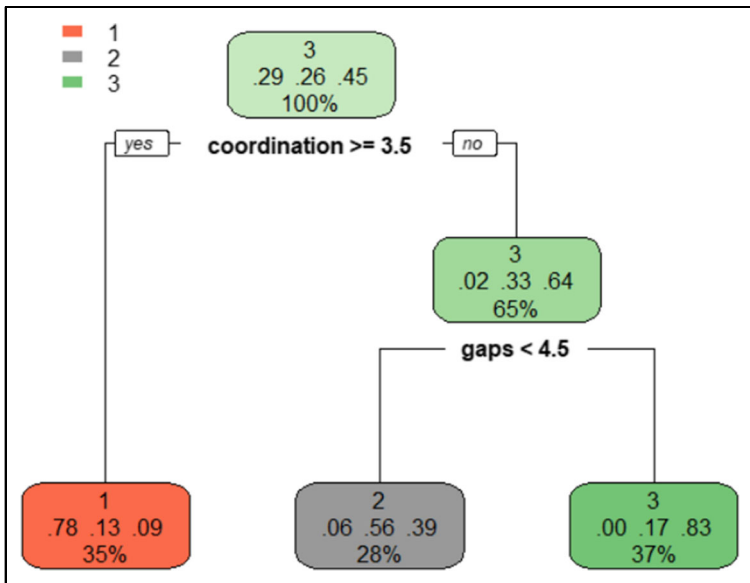 1
2
3
3
.29 .26 .45
100%
yes coordination >= 3.5 no
3
.02 .33 .64
65%
gaps < 4.5
1
.78 .13 .09
35%
2
.06 .56 .39
28%
3
.00 .17 .83
37%